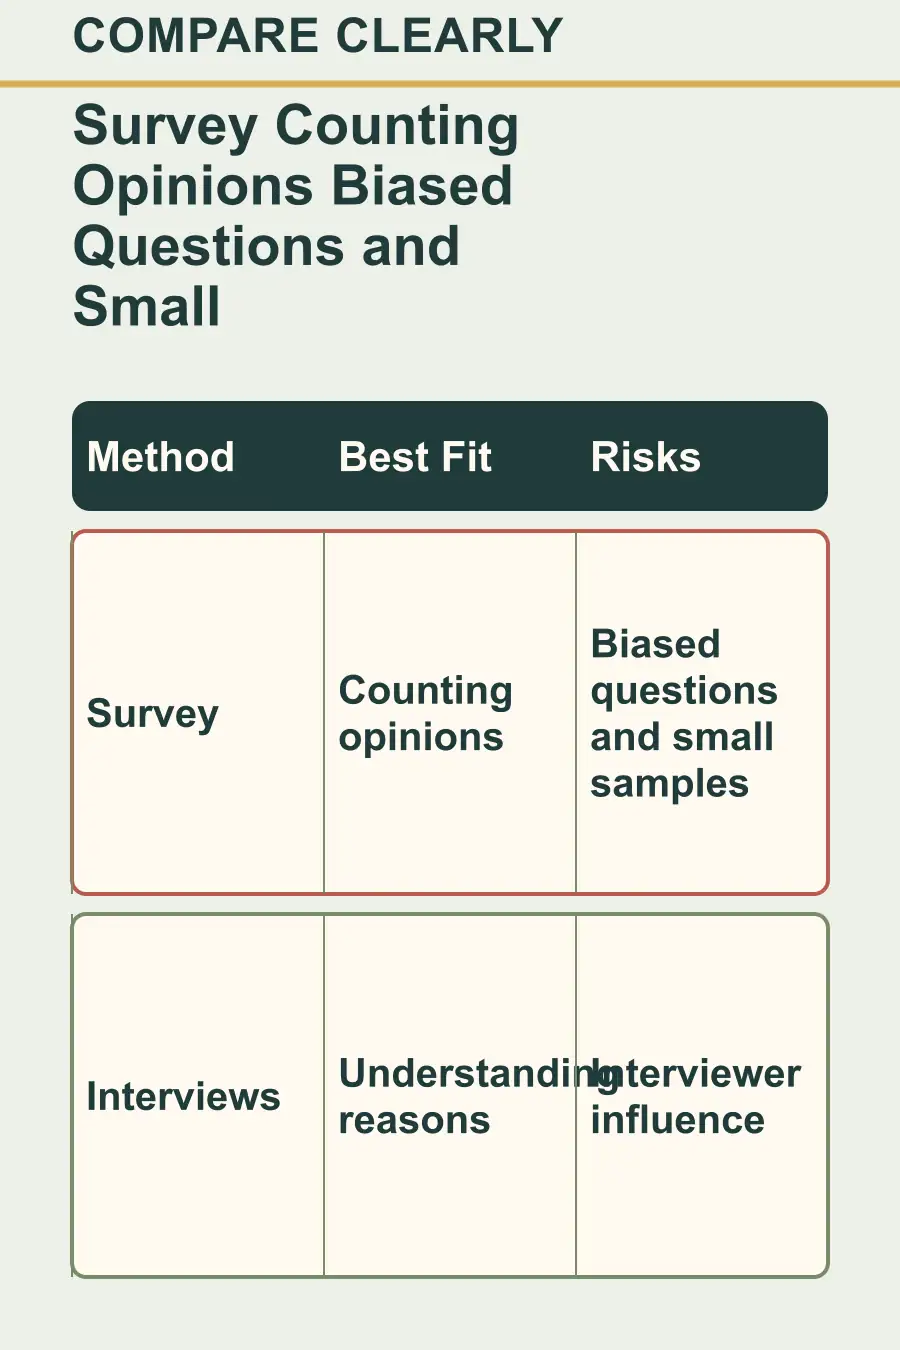 COMPARE CLEARLY
Survey Counting
Opinions Biased
Questions and
Small
Method Best Fit Risks
Survey
Counting
opinions
Biased
questions
and small
samples
Interviews
Understanding
reasons
Interviewer
influence